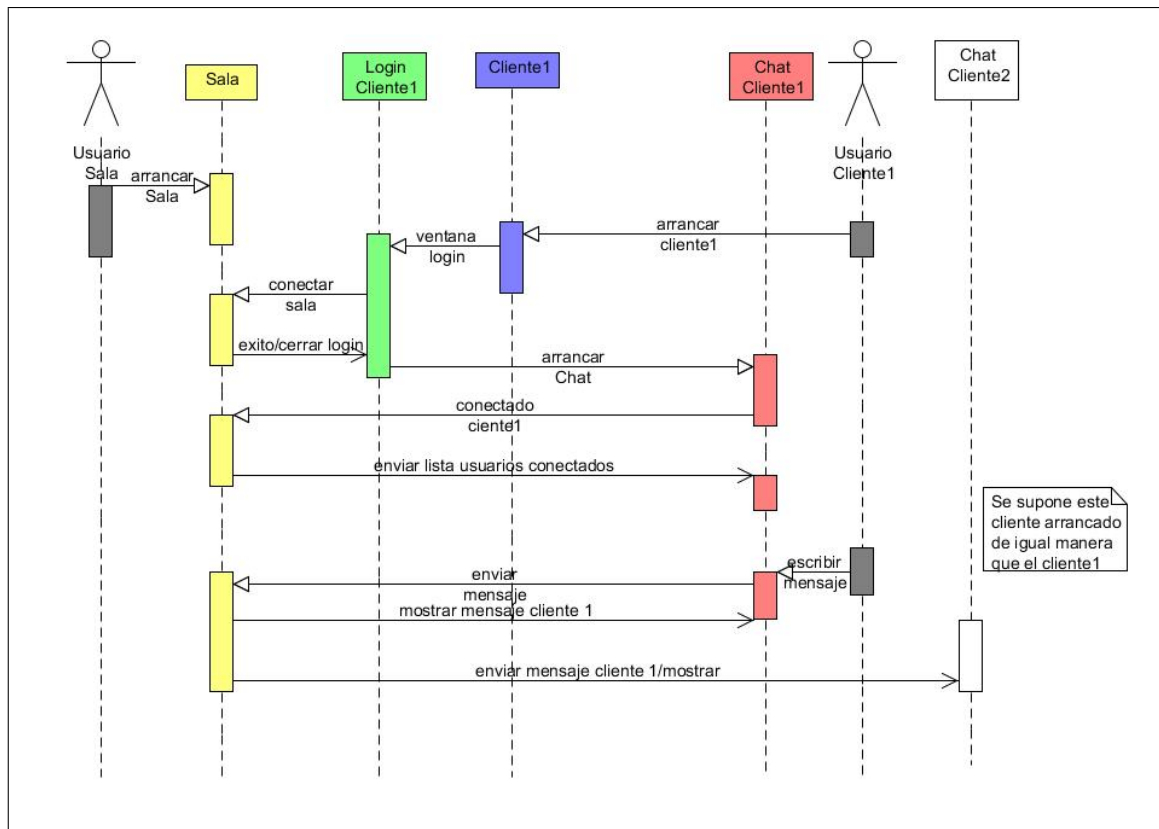 Sala
Login
Cliente1
Cliente1
Chat
Cliente1
Chat
Cliente2
Usuario
Sala
Usuario
Cliente1
arrancar
Sala
arrancar
cliente1
ventana
login
conectar
sala
exito/cerrar login
arrancar
Chat
conectado
ciente1
enviar lista usuarios conectados
Se supone este
cliente arrancado
de igual manera
que el cliente1
escribir
mensaje
enviar
mensaje
mostrar mensaje cliente 1
enviar mensaje cliente 1/mostrar